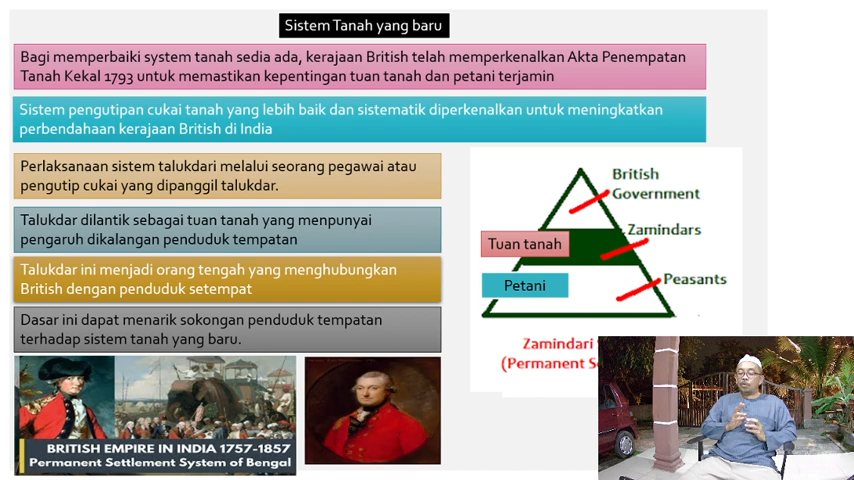 Sistem Tanah yang baru
Bagi memperbaiki system tanah sedia ada, kerajaan British telah memperkenalkan Akta Penempatan
Tanah Kekal 1793 untuk memastikan kepentingan tuan tanah dan petani terjamin
Sistem pengutipan cukai tanah yang lebih baik dan sistematik diperkenalkan untuk meningkatkan
perbendahaan kerajaan British di India
Perlaksanaan sistem talukdari melalui seorang pegawai atau
pengutip cukai yang dipanggil talukdar.
Talukdar dilantik sebagai tuan tanah yang menpunyai
pengaruh dikalangan penduduk tempatan
Talukdar ini menjadi orang tengah yang menghubungkan
British dengan penduduk setempat
Dasar ini dapat menarik sokongan penduduk tempatan
terhadap sistem tanah yang baru.
British
Government
Zamindars
Tuan tanah
Peasants
Petani
Zamindari
(Permanent
BRITISH EMPIRE IN INDIA 1757-1857
Permanent Settlement System of Bengal